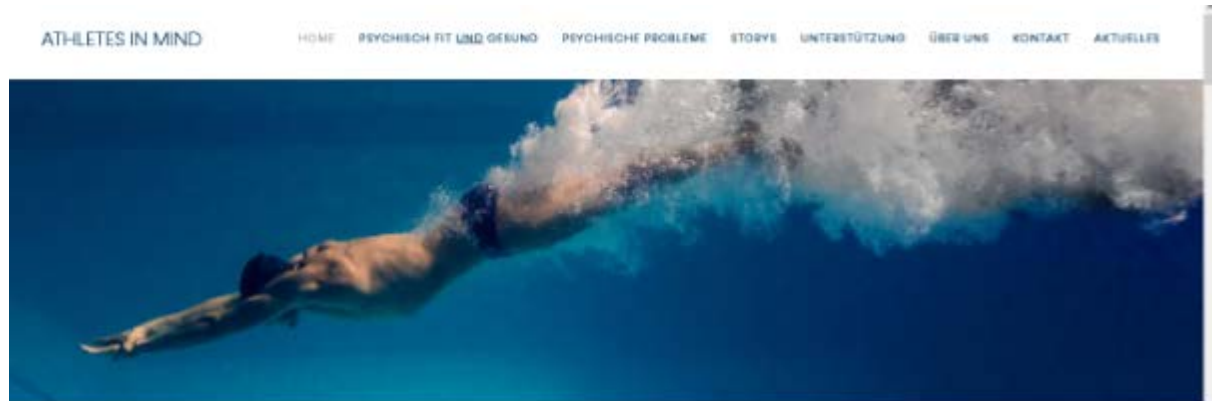 ATHLETES IN MIND HOME PSYCHISCH FIT UND GESUND PSYCHISCHE PROBLEME STORYS UNTERSTÜTZUNG ÜBER UNS KONTAKT AKTUELLES